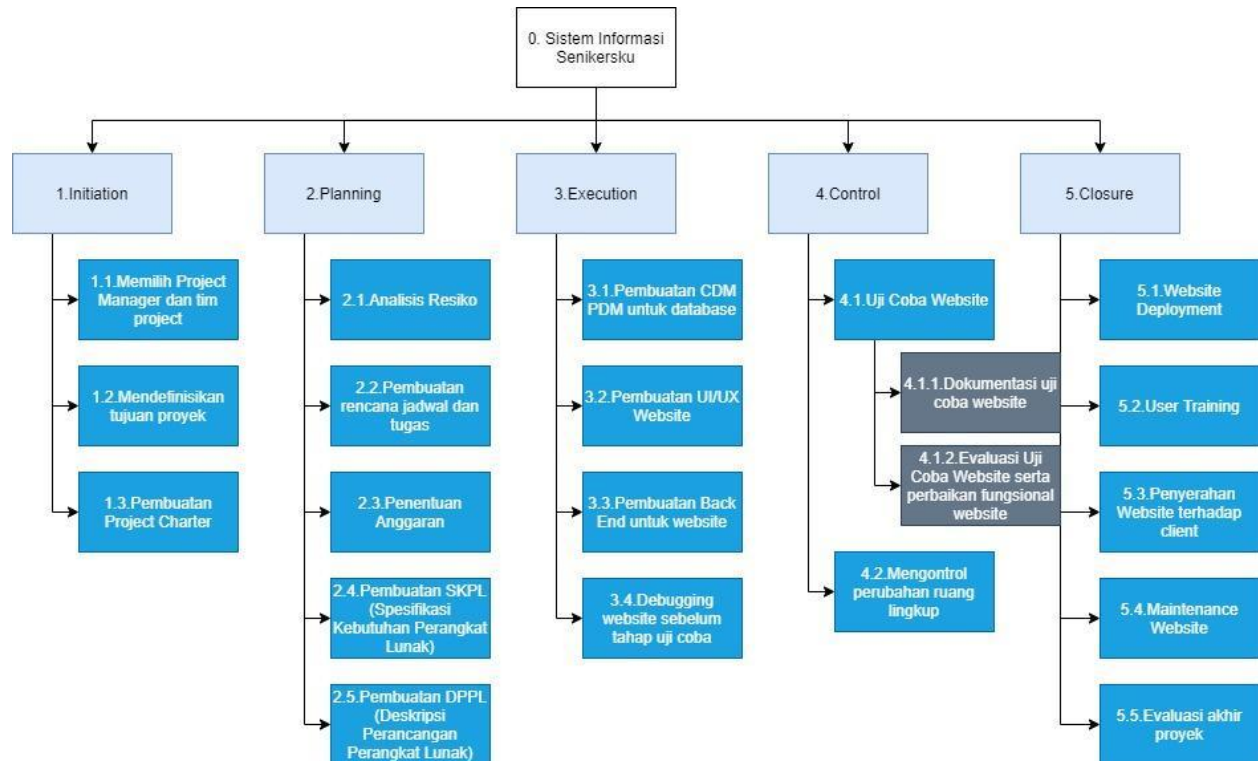 0. Sistem Informasi
Senikersku
1.Initiation
2.Planning
3.Execution
4.Control
5.Closure
1.1.Memilih Project
Manager dan tim
project
1.2.Mendefinisikan
tujuan proyek
1.3.Pembuatan
Project Charter
2.1.Analisis Resiko
2.2.Pembuatan
rencana jadwal dan
tugas
2.3.Penentuan
Anggaran
2.4.Pembuatan SKPL
(Spesifikasi
Kebutuhan Perangkat
Lunak)
2.5.Pembuatan DPPL
(Deskripsi
Perancangan
Perangkat Lunak)
3.1.Pembuatan CDM
PDM untuk database
3.2.Pembuatan UI/UX
Website
3.3.Pembuatan Back
End untuk website
3.4.Debugging
website sebelum
tahap uji coba
4.1.Uji Coba Website
4.1.1.Dokumentasi uji
coba website
4.1.2.Evaluasi Uji
Coba Website serta
perbaikan fungsional
website
4.2.Mengontrol
perubahan ruang
lingkup
5.1.Website
Deployment
5.2.User Training
5.3.Penyerahan
Website terhadap
client
5.4.Maintenance
Website
5.5.Evaluasi akhir
proyek